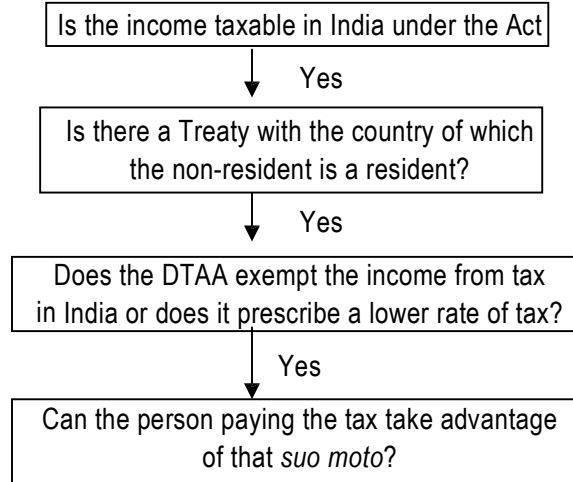 Is the income taxable in India under the Act
Yes
Is there a Treaty with the country of which
the non-resident is a resident?
Yes
Does the DTAA exempt the income from tax
in India or does it prescribe a lower rate of tax?
Yes
Can the person paying the tax take advantage
of that suo moto?